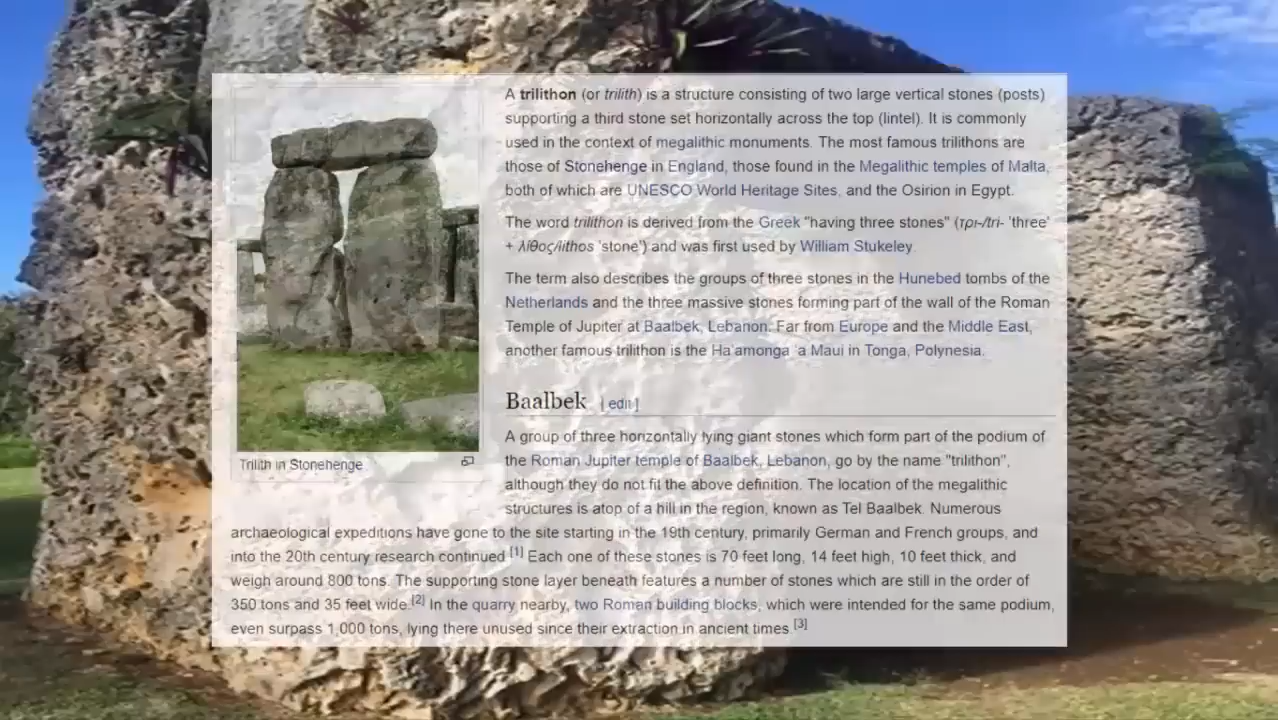 A trilithon (or trilith) is a structure consisting of two large vertical stones (posts)
supporting a third stone set horizontally across the top (lintel). It is commonly
used in the context of megalithic monuments. The most famous trilithons are
those of Stonehenge in England, those found in the Megalithic temples of Malta,
both of which are UNESCO World Heritage Sites, and the Osirion in Egypt.
The word trilithon is derived from the Greek "having three stones" (τρι-/tri- 'three'
+ λίθος/lithos 'stone') and was first used by William Stukeley.
The term also describes the groups of three stones in the Hunebed tombs of the
Netherlands and the three massive stones forming part of the wall of the Roman
Temple of Jupiter at Baalbek, Lebanon. Far from Europe and the Middle East,
another famous trilithon is the Haʻamonga ʻa Maui in Tonga, Polynesia.
Baalbek [ edit ]
A group of three horizontally lying giant stones which form part of the podium of
the Roman Jupiter temple of Baalbek, Lebanon, go by the name "trilithon",
although they do not fit the above definition. The location of the megalithic
Trilith in Stonehenge
structures is atop of a hill in the region, known as Tel Baalbek. Numerous
archaeological expeditions have gone to the site starting in the 19th century, primarily German and French groups, and
into the 20th century research continued.[1] Each one of these stones is 70 feet long, 14 feet high, 10 feet thick, and
weigh around 800 tons. The supporting stone layer beneath features a number of stones which are still in the order of
350 tons and 35 feet wide.[2] In the quarry nearby, two Roman building blocks, which were intended for the same podium,
even surpass 1,000 tons, lying there unused since their extraction in ancient times.[3]